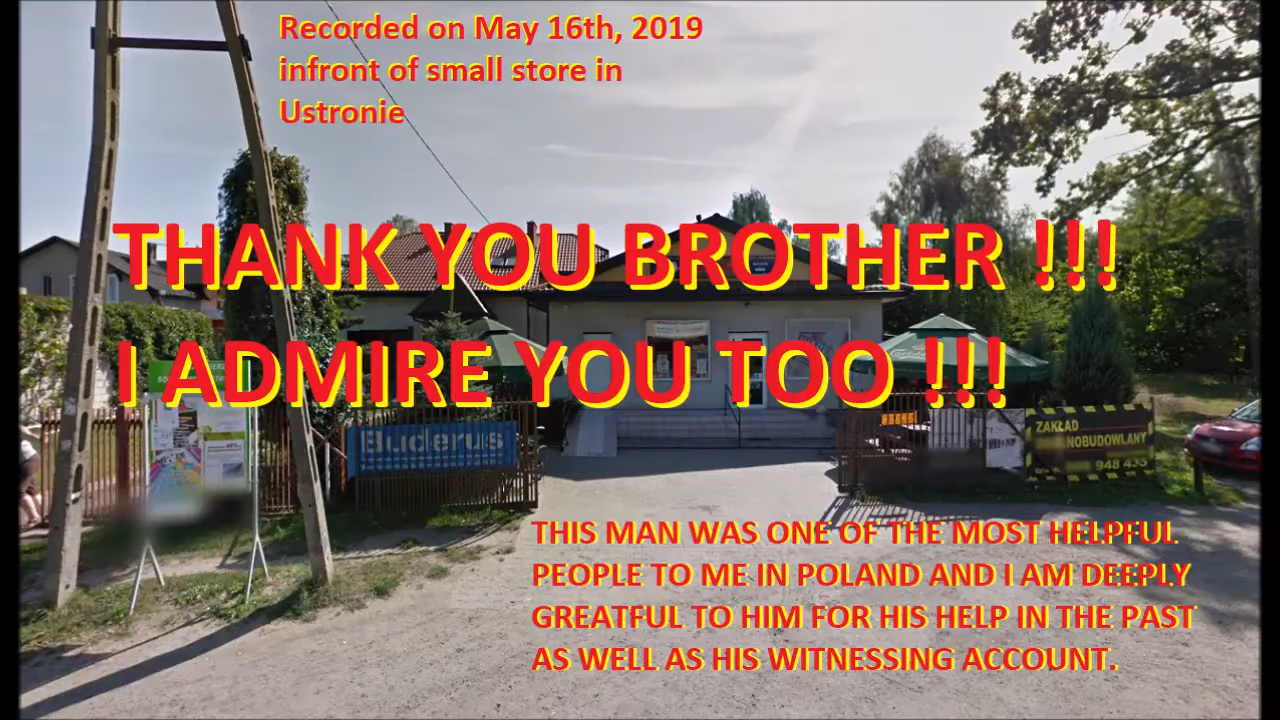 Recorded on May 16th, 2019
infront of small store in
Ustronie
THANK YOU BROTHER !!!
I ADMIRE YOU TOO !!!
Buderus
ZAKŁAD
NOBUDOWLANY
948 435
THIS MAN WAS ONE OF THE MOST HELPFUL
PEOPLE TO ME IN POLAND AND I AM DEEPLY
GREATFUL TO HIM FOR HIS HELP IN THE PAST
AS WELL AS HIS WITNESSING ACCOUNT.